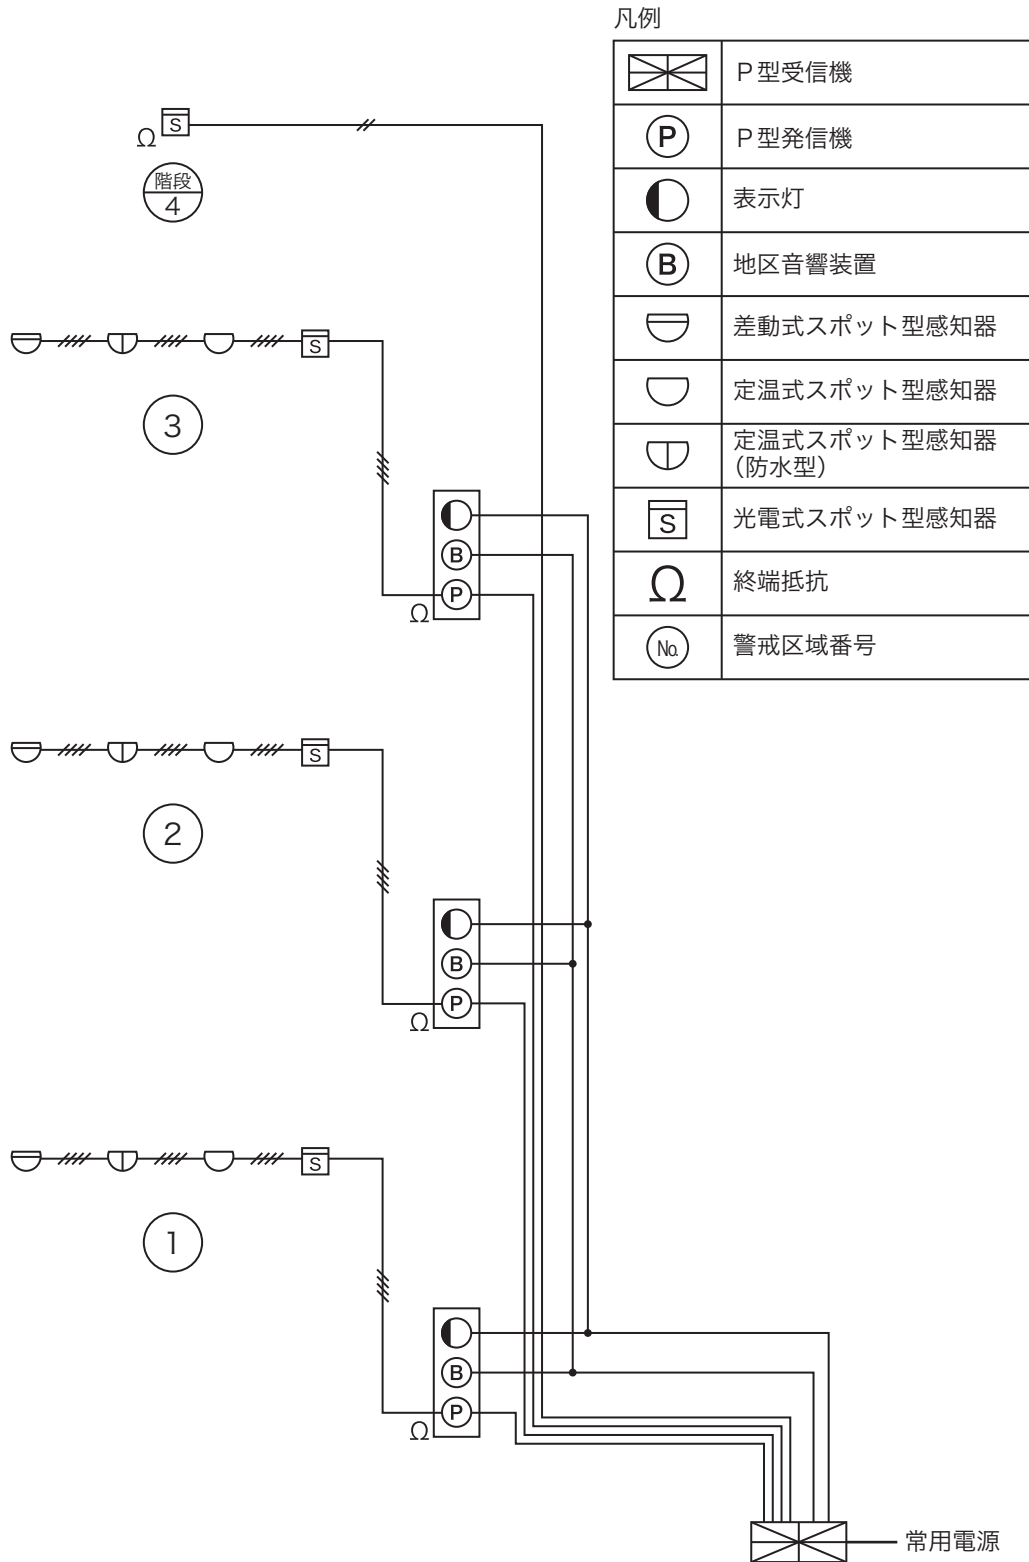 凡例
P型受信機
P
P型発信機
表示灯
B
地区音響装置
差動式スポット型感知器
定温式スポット型感知器
定温式スポット型感知器
(防水型)
S
光電式スポット型感知器
Ω
終端抵抗
No.
警戒区域番号
Ω
S
階段
4
S
3
B
P
Ω
S
2
B
P
Ω
S
1
B
P
Ω
常用電源